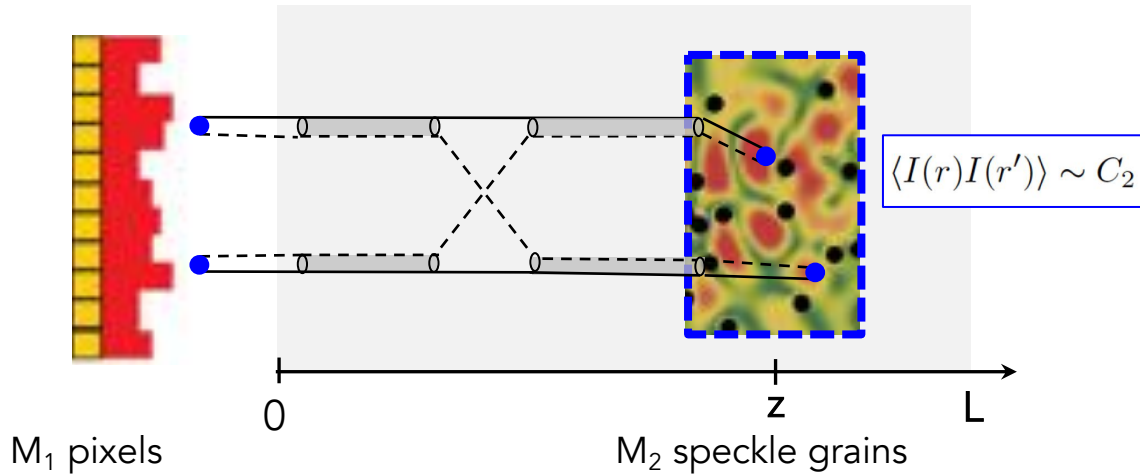 ⟨I(r)I(r′)⟩ ∼ C₂
0
z
L
M₁ pixels
M₂ speckle grains